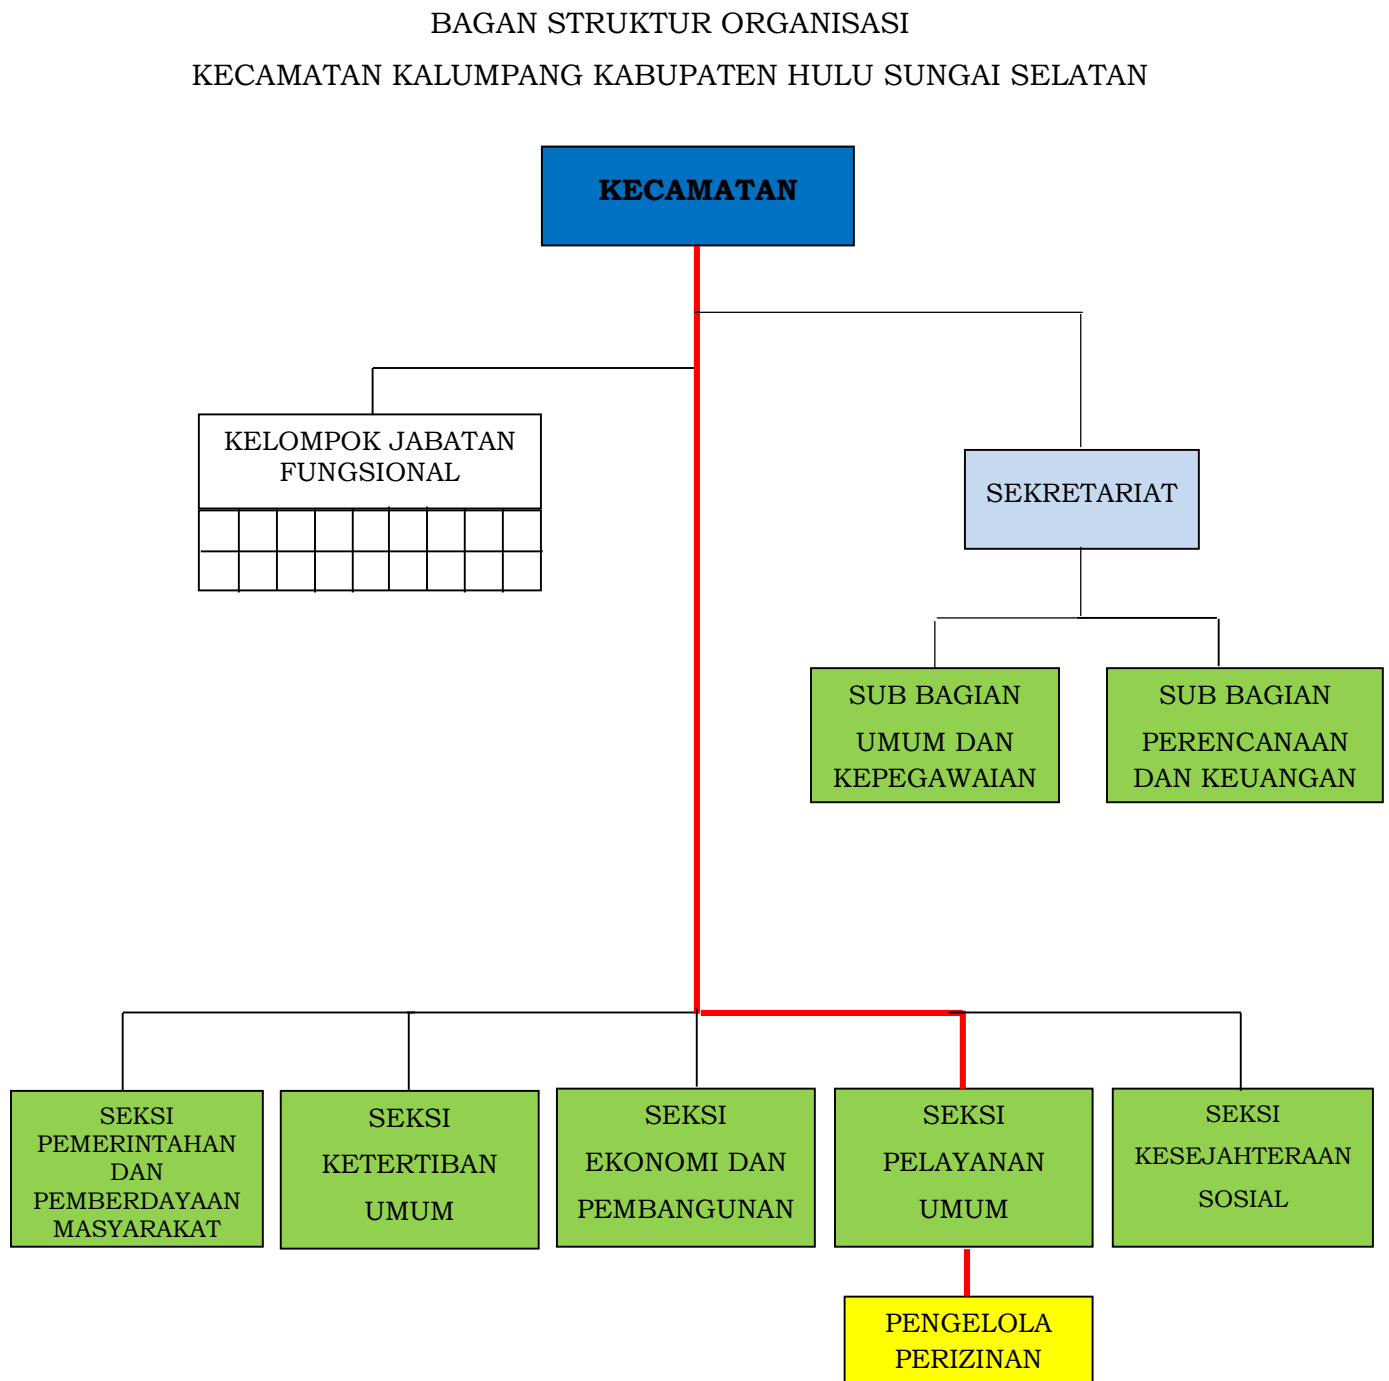 BAGAN STRUKTUR ORGANISASI
KECAMATAN KALUMPANG KABUPATEN HULU SUNGAI SELATAN
KECAMATAN
KELOMPOK JABATAN
FUNGSIONAL
SEKRETARIAT
SUB BAGIAN
UMUM DAN
KEPEGAWAIAN
SUB BAGIAN
PERENCANAAN
DAN KEUANGAN
SEKSI
PEMERINTAHAN
DAN
PEMBERDAYAAN
MASYARAKAT
SEKSI
KETERTIBAN
UMUM
SEKSI
EKONOMI DAN
PEMBANGUNAN
SEKSI
PELAYANAN
UMUM
SEKSI
KESEJAHTERAAN
SOSIAL
PENGELOLA
PERIZINAN